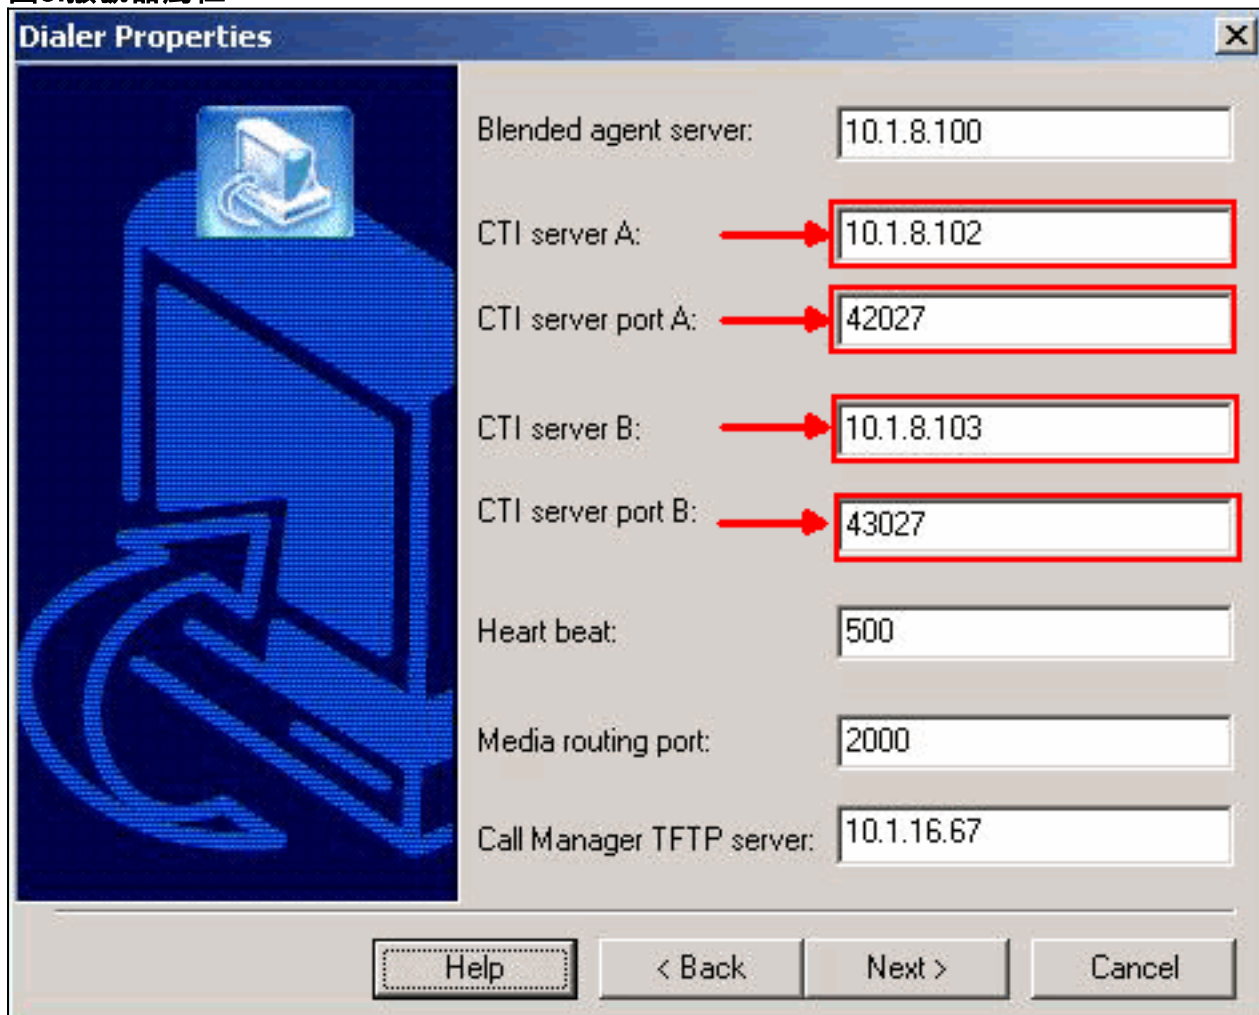 Dialer Properties
Blended agent server: 10.1.8.100
CTI server A: 10.1.8.102
CTI server port A: 42027
CTI server B: 10.1.8.103
CTI server port B: 43027
Heart beat: 500
Media routing port: 2000
Call Manager TFTP server: 10.1.16.67
Help < Back Next > Cancel